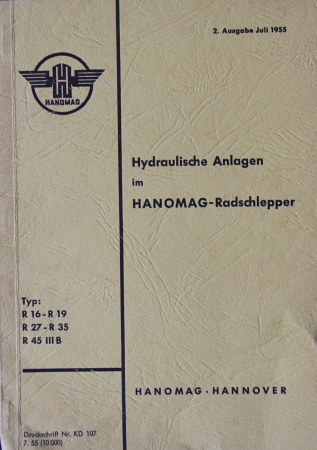 2. Ausgabe Juli 1955
HANOMAG
Hydraulische Anlagen
im
HANOMAG-Radschlepper
Typ:
R 16 - R 19
R 27 - R 35
R 45 III B
HANOMAG · HANNOVER
Druckschrift Nr. KD 107
7. 55 (10 000)